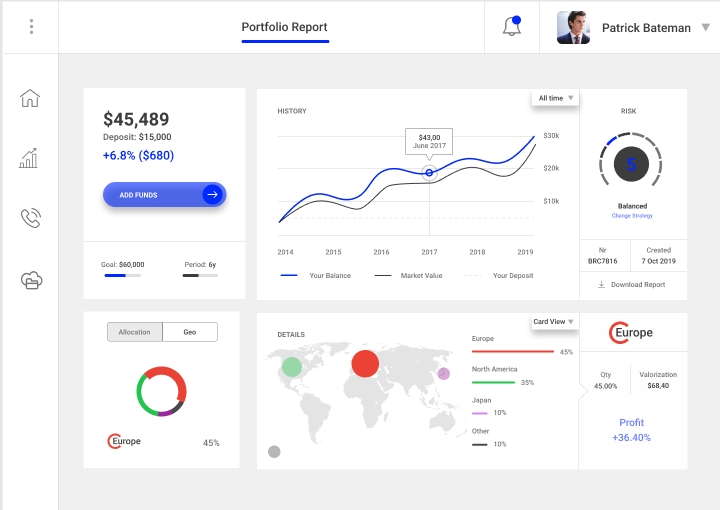 Portfolio Report
Patrick Bateman
$45,489
Deposit: $15,000
+6.8% ($680)
ADD FUNDS
Goal: $60,000
Period: 6y
HISTORY
All time
$43,00
June 2017
$30k
$20k
$10k
2014
2015
2016
2017
2018
2019
Your Balance
Market Value
Your Deposit
RISK
5
Balanced
Change Strategy
Nr
BRC7816
Created
7 Oct 2019
Download Report
Allocation
Geo
Europe
45%
DETAILS
Card View
Europe
45%
North America
35%
Japan
10%
Other
10%
Europe
Qty
45.00%
Valorization
$68,40
Profit
+36.40%